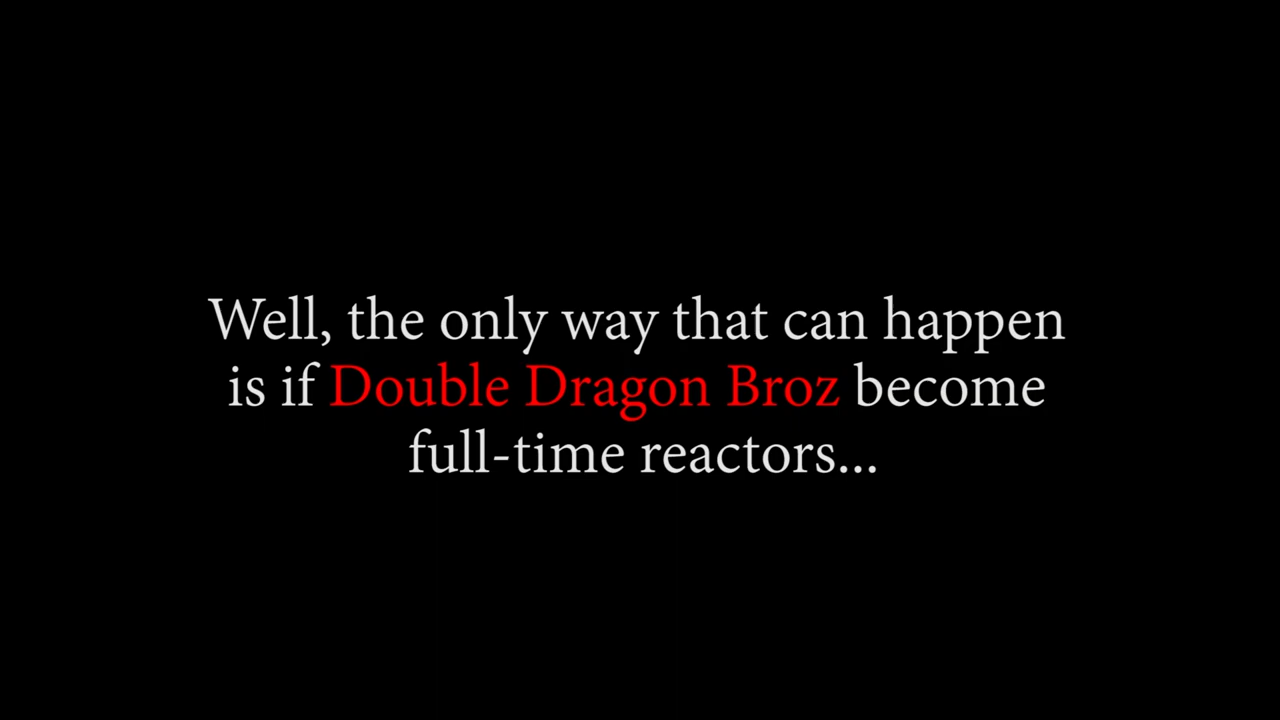 Well, the only way that can happen
is if Double Dragon Broz become
full-time reactors...